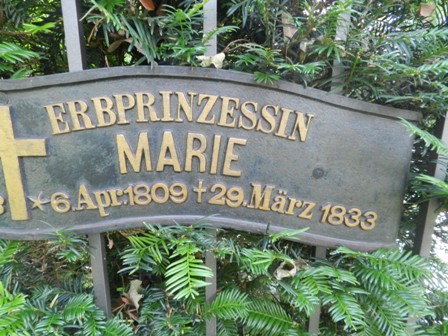 ERBPRINZESSIN
MARIE
*6.Apr.1809 †29.März 1833